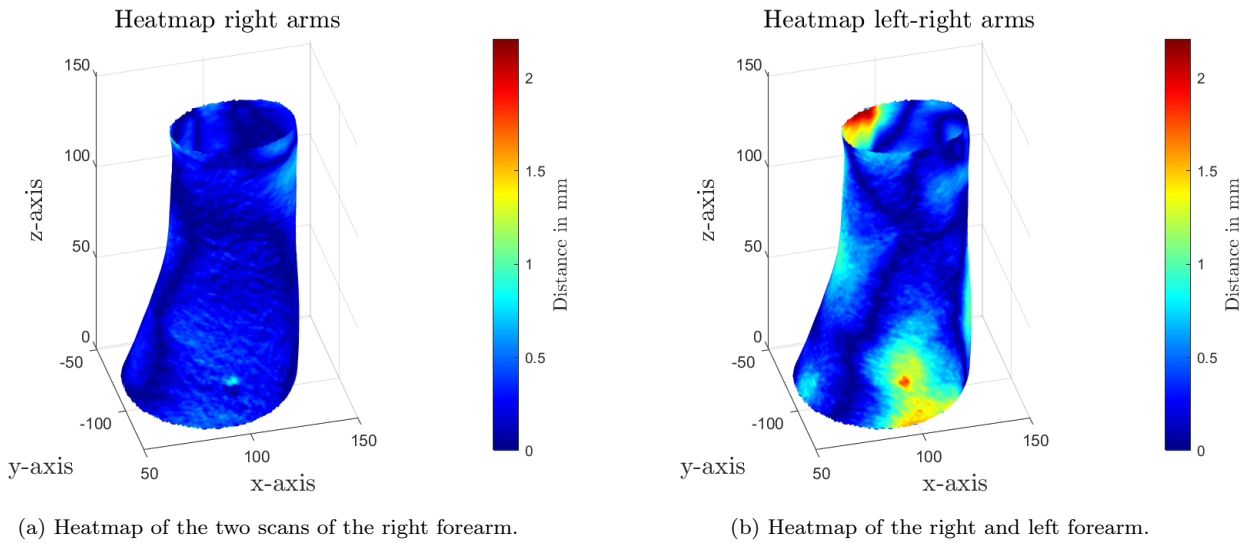 Heatmap right arms
150
100
50
0
-50
-100
50
100
150
z-axis
y-axis
x-axis
2
1.5
1
0.5
0
Distance in mm
(a) Heatmap of the two scans of the right forearm.
Heatmap left-right arms
150
100
50
0
-50
-100
50
100
150
z-axis
y-axis
x-axis
2
1.5
1
0.5
0
Distance in mm
(b) Heatmap of the right and left forearm.